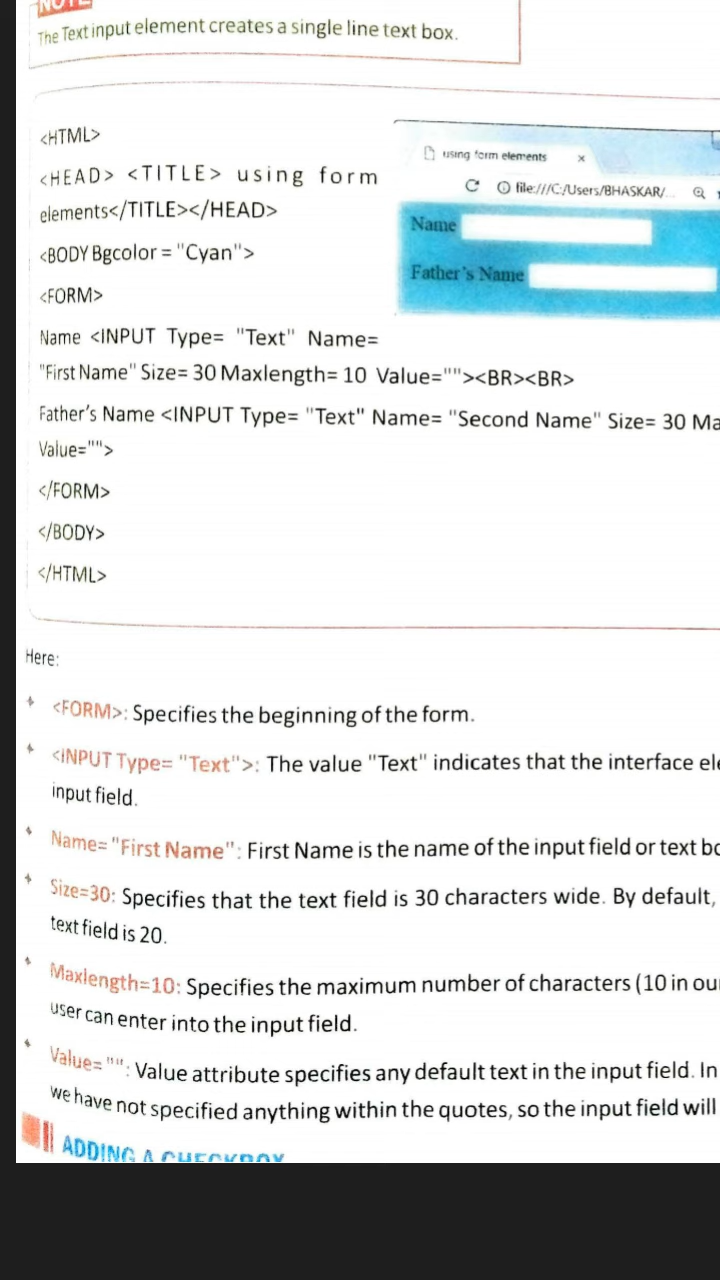 NOTE
The Text input element creates a single line text box.
<HTML>
<HEAD> <TITLE> using form
elements</TITLE></HEAD>
<BODY Bgcolor = "Cyan">
<FORM>
Name <INPUT Type= "Text" Name=
"First Name" Size= 30 Maxlength= 10 Value=""><BR><BR>
Father's Name <INPUT Type= "Text" Name= "Second Name" Size= 30 Ma
Value="">
</FORM>
</BODY>
</HTML>
using form elements ×
file:///C:/Users/BHASKAR/...
Name
Father's Name
Here:
<FORM>: Specifies the beginning of the form.
<INPUT Type= "Text">: The value "Text" indicates that the interface ele
input field.
Name= "First Name": First Name is the name of the input field or text bo
Size=30: Specifies that the text field is 30 characters wide. By default,
text field is 20.
Maxlength=10: Specifies the maximum number of characters (10 in our
user can enter into the input field.
Value= "": Value attribute specifies any default text in the input field. In
we have not specified anything within the quotes, so the input field will
ADDING A CHECKBOX